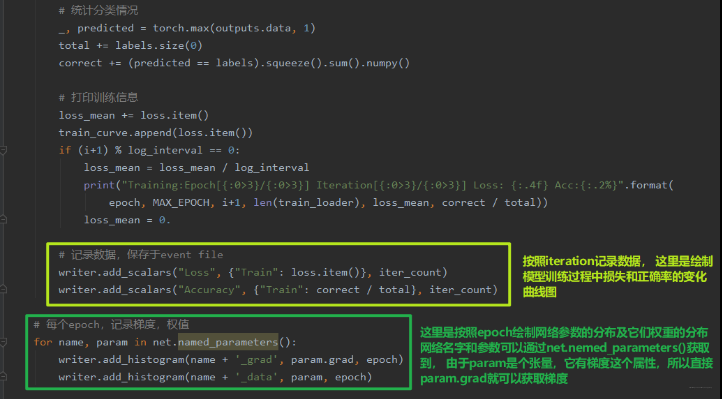 # 统计分类情况
_, predicted = torch.max(outputs.data, 1)
total += labels.size(0)
correct += (predicted == labels).squeeze().sum().numpy()
# 打印训练信息
loss_mean += loss.item()
train_curve.append(loss.item())
if (i+1) % log_interval == 0:
loss_mean = loss_mean / log_interval
print("Training:Epoch[{:0>3}/{:0>3}] Iteration[{:0>3}/{:0>3}] Loss: {:.4f} Acc:{:.2%}".format(
epoch, MAX_EPOCH, i+1, len(train_loader), loss_mean, correct / total))
loss_mean = 0.
# 记录数据，保存于event file
writer.add_scalars("Loss", {"Train": loss.item()}, iter_count)
writer.add_scalars("Accuracy", {"Train": correct / total}, iter_count)
按照iteration记录数据， 这里是绘制
模型训练过程中损失和正确率的变化
曲线图
# 每个epoch，记录梯度，权值
for name, param in net.named_parameters():
writer.add_histogram(name + '_grad', param.grad, epoch)
writer.add_histogram(name + '_data', param, epoch)
这里是按照epoch绘制网络参数的分布及它们权重的分布
网络名字和参数可以通过net.nemed_parameters()获取
到， 由于param是个张量，它有梯度这个属性，所以直接
param.grad就可以获取梯度